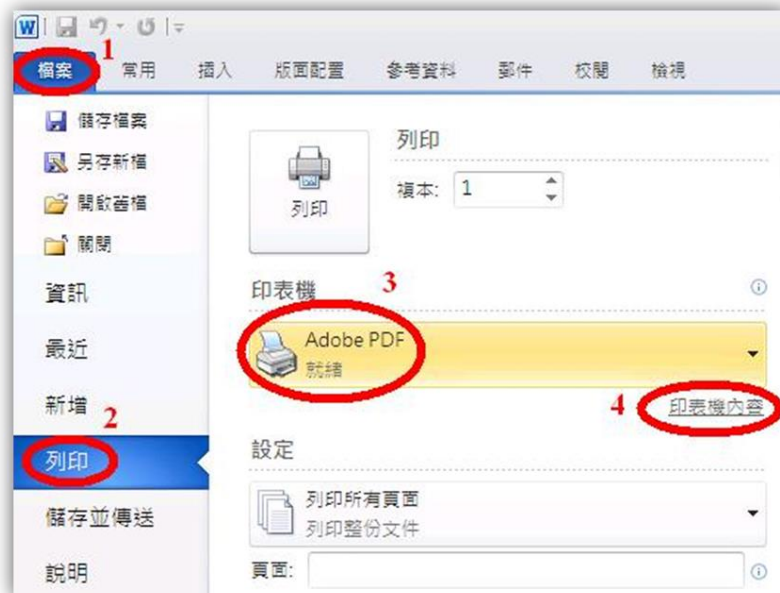 W
1
檔案 常用 插入 版面配置 參考資料 郵件 校閱 檢視
儲存檔案
另存新檔
開啟舊檔
關閉
資訊
最近
新增
2
列印
儲存並傳送
說明
列印
列印
複本: 1
印表機
3
Adobe PDF
就緒
4 印表機內容
設定
列印所有頁面
列印整份文件
頁面: